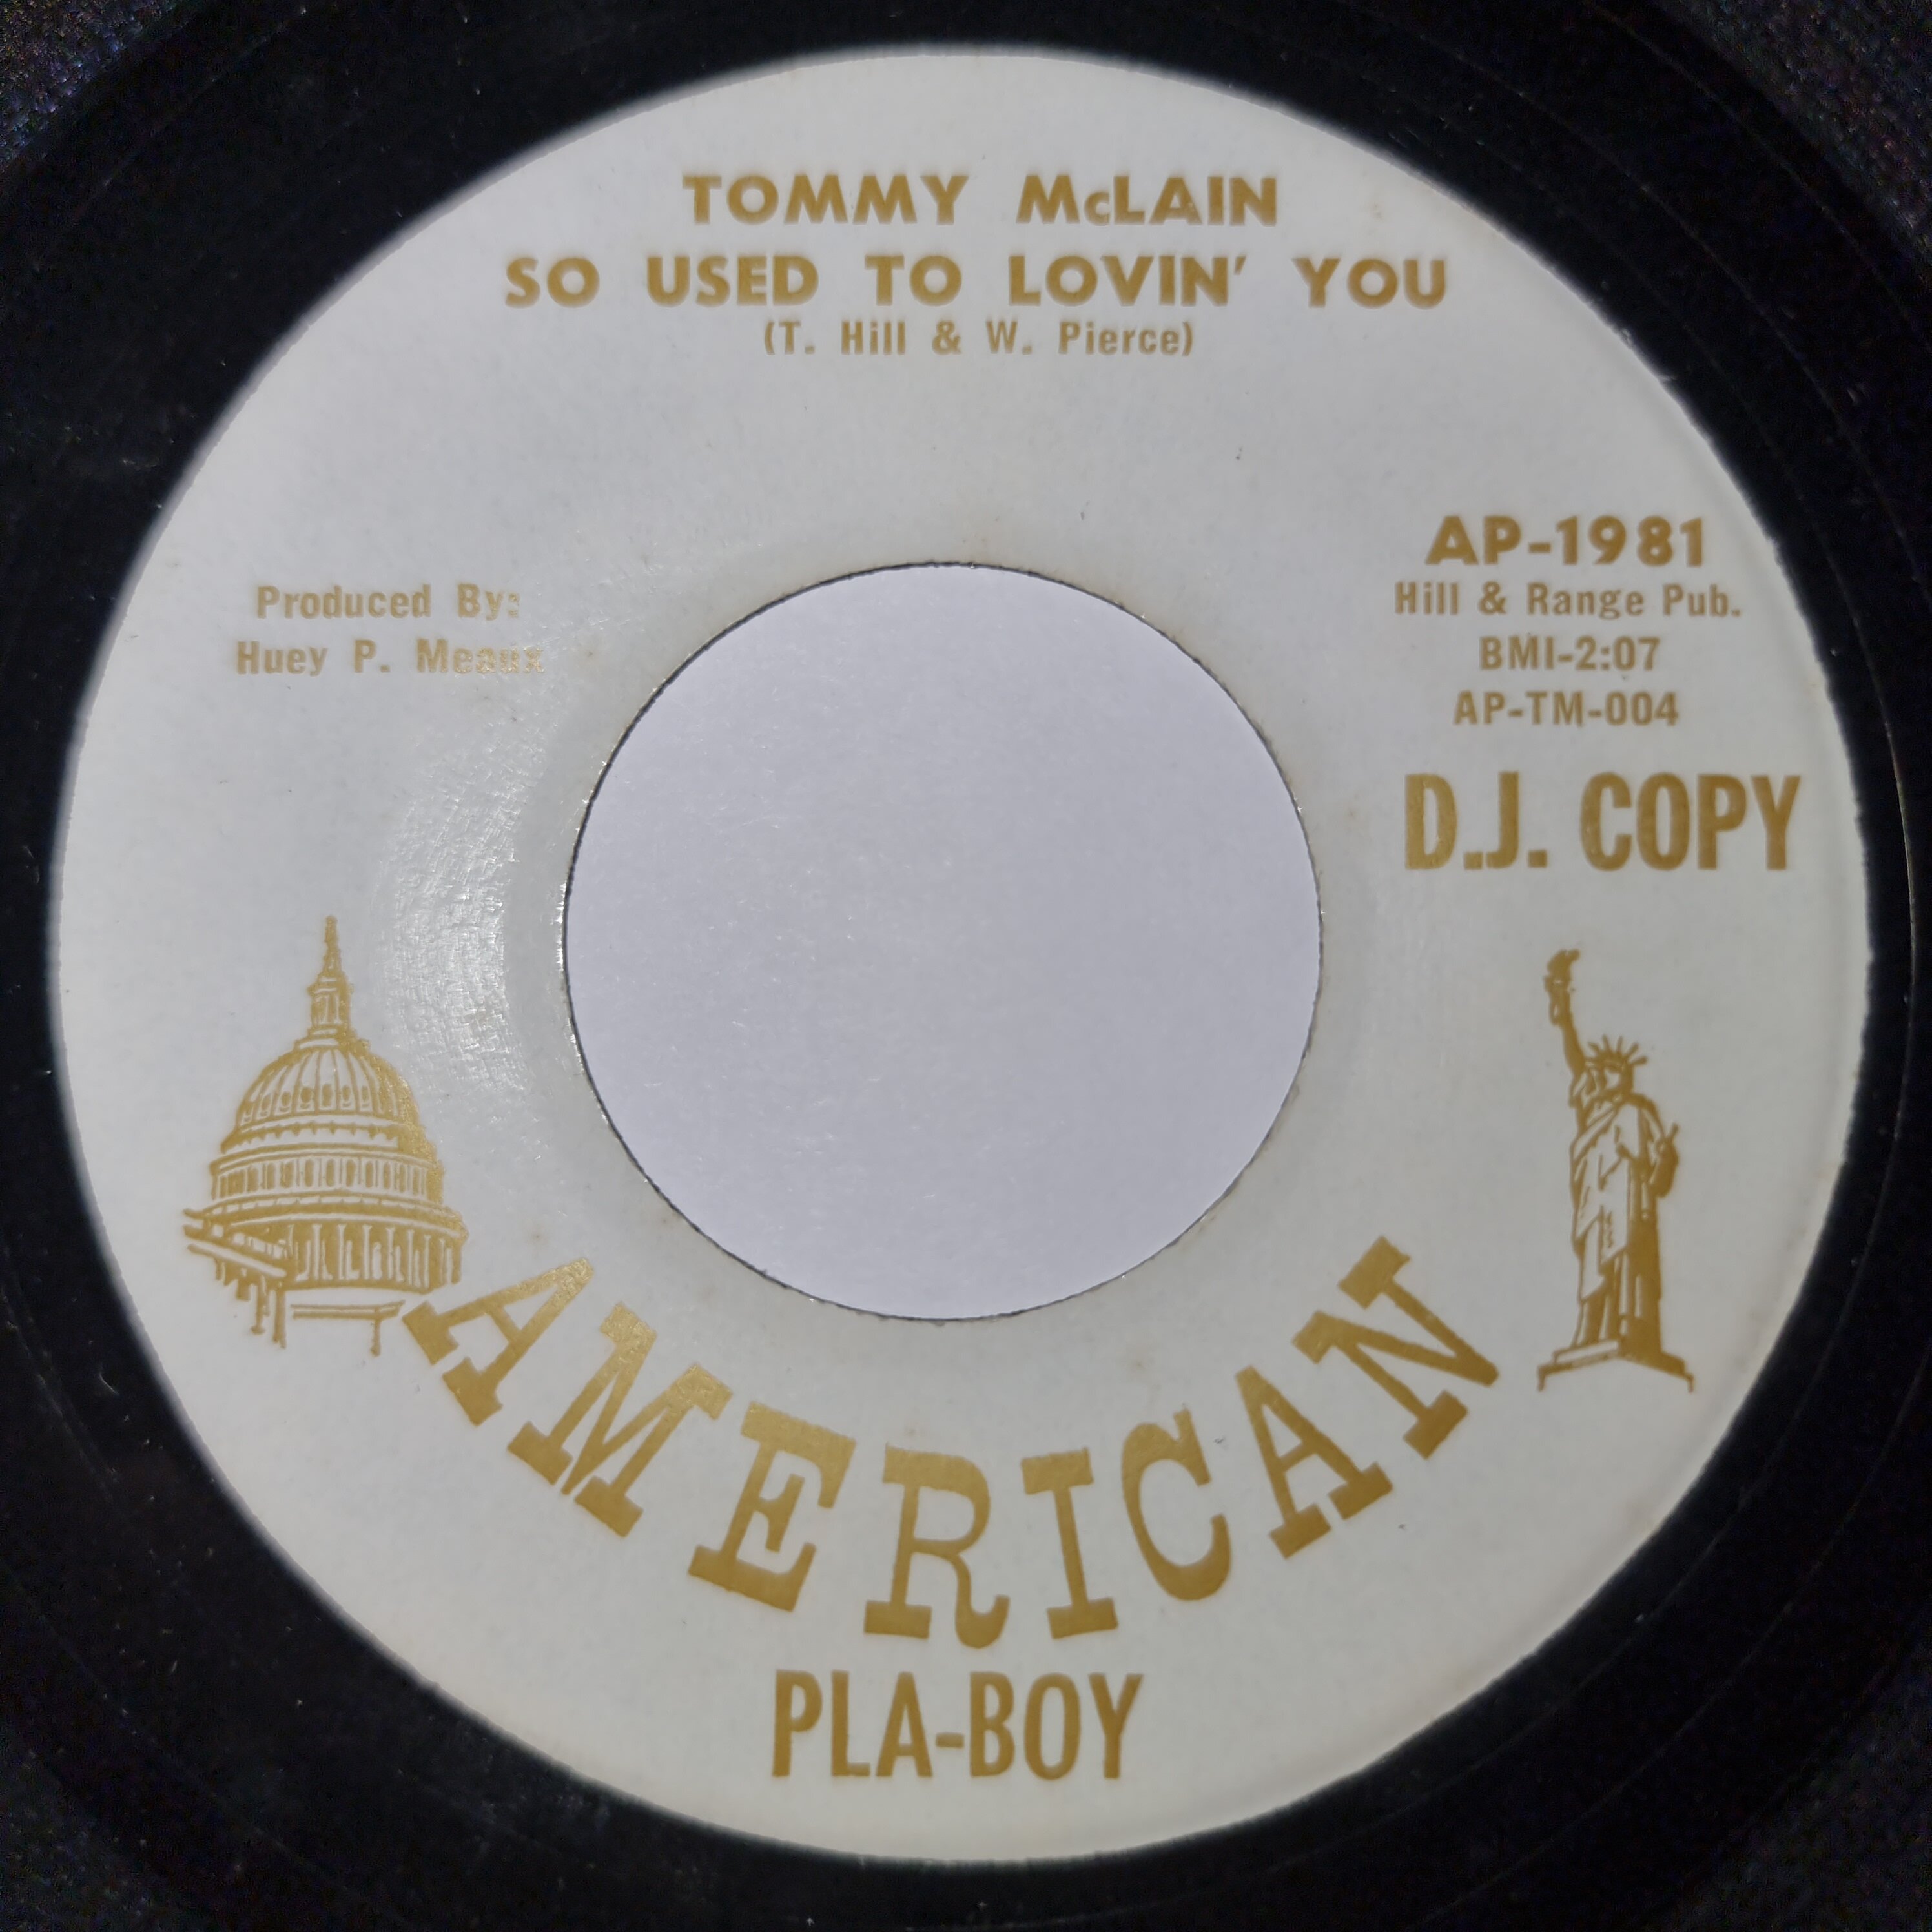 TOMMY McLAIN
SO USED TO LOVIN' YOU
(T. Hill & W. Pierce)
Produced By:
Huey P. Meaux
AP-1981
Hill & Range Pub.
BMI-2:07
AP-TM-004
D.J. COPY
AMERICAN
PLA-BOY